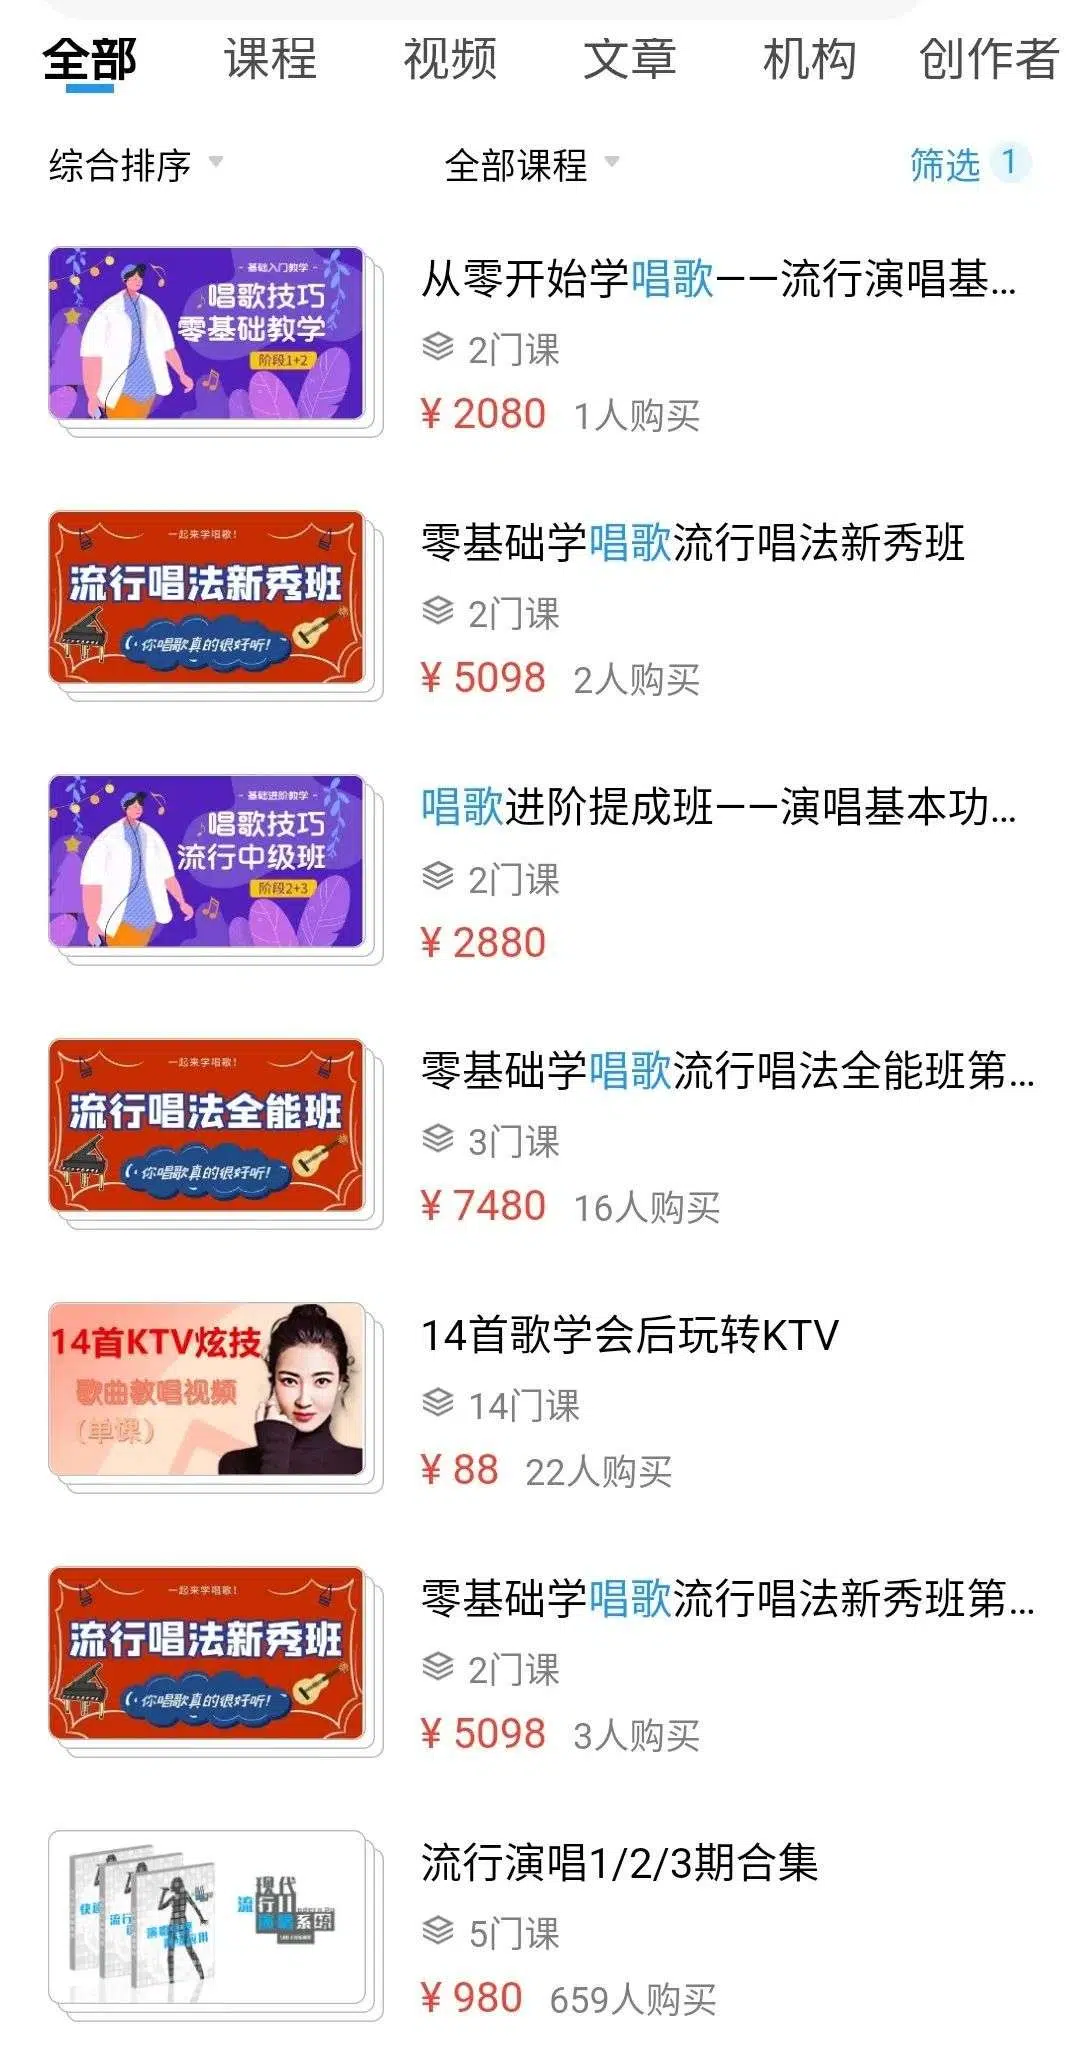 全部 课程 视频 文章 机构 创作者
综合排序 全部课程 筛选 1
- 基础入门教学 -
唱歌技巧
零基础教学
阶段1+2
从零开始学唱歌——流行演唱基...
2门课
¥ 2080 1人购买
一起来学唱歌!
流行唱法新秀班
你唱歌真的很好听!
零基础学唱歌流行唱法新秀班
2门课
¥ 5098 2人购买
- 基础进阶教学 -
唱歌技巧
流行中级班
阶段2+3
唱歌进阶提成班——演唱基本功...
2门课
¥ 2880
一起来学唱歌!
流行唱法全能班
你唱歌真的很好听!
零基础学唱歌流行唱法全能班第...
3门课
¥ 7480 16人购买
14首KTV炫技
歌曲教唱视频
(单课)
14首歌学会后玩转KTV
14门课
¥ 88 22人购买
一起来学唱歌!
流行唱法新秀班
你唱歌真的很好听!
零基础学唱歌流行唱法新秀班第...
2门课
¥ 5098 3人购买
现代
流行
系统
流行演唱1/2/3期合集
5门课
¥ 980 659人购买